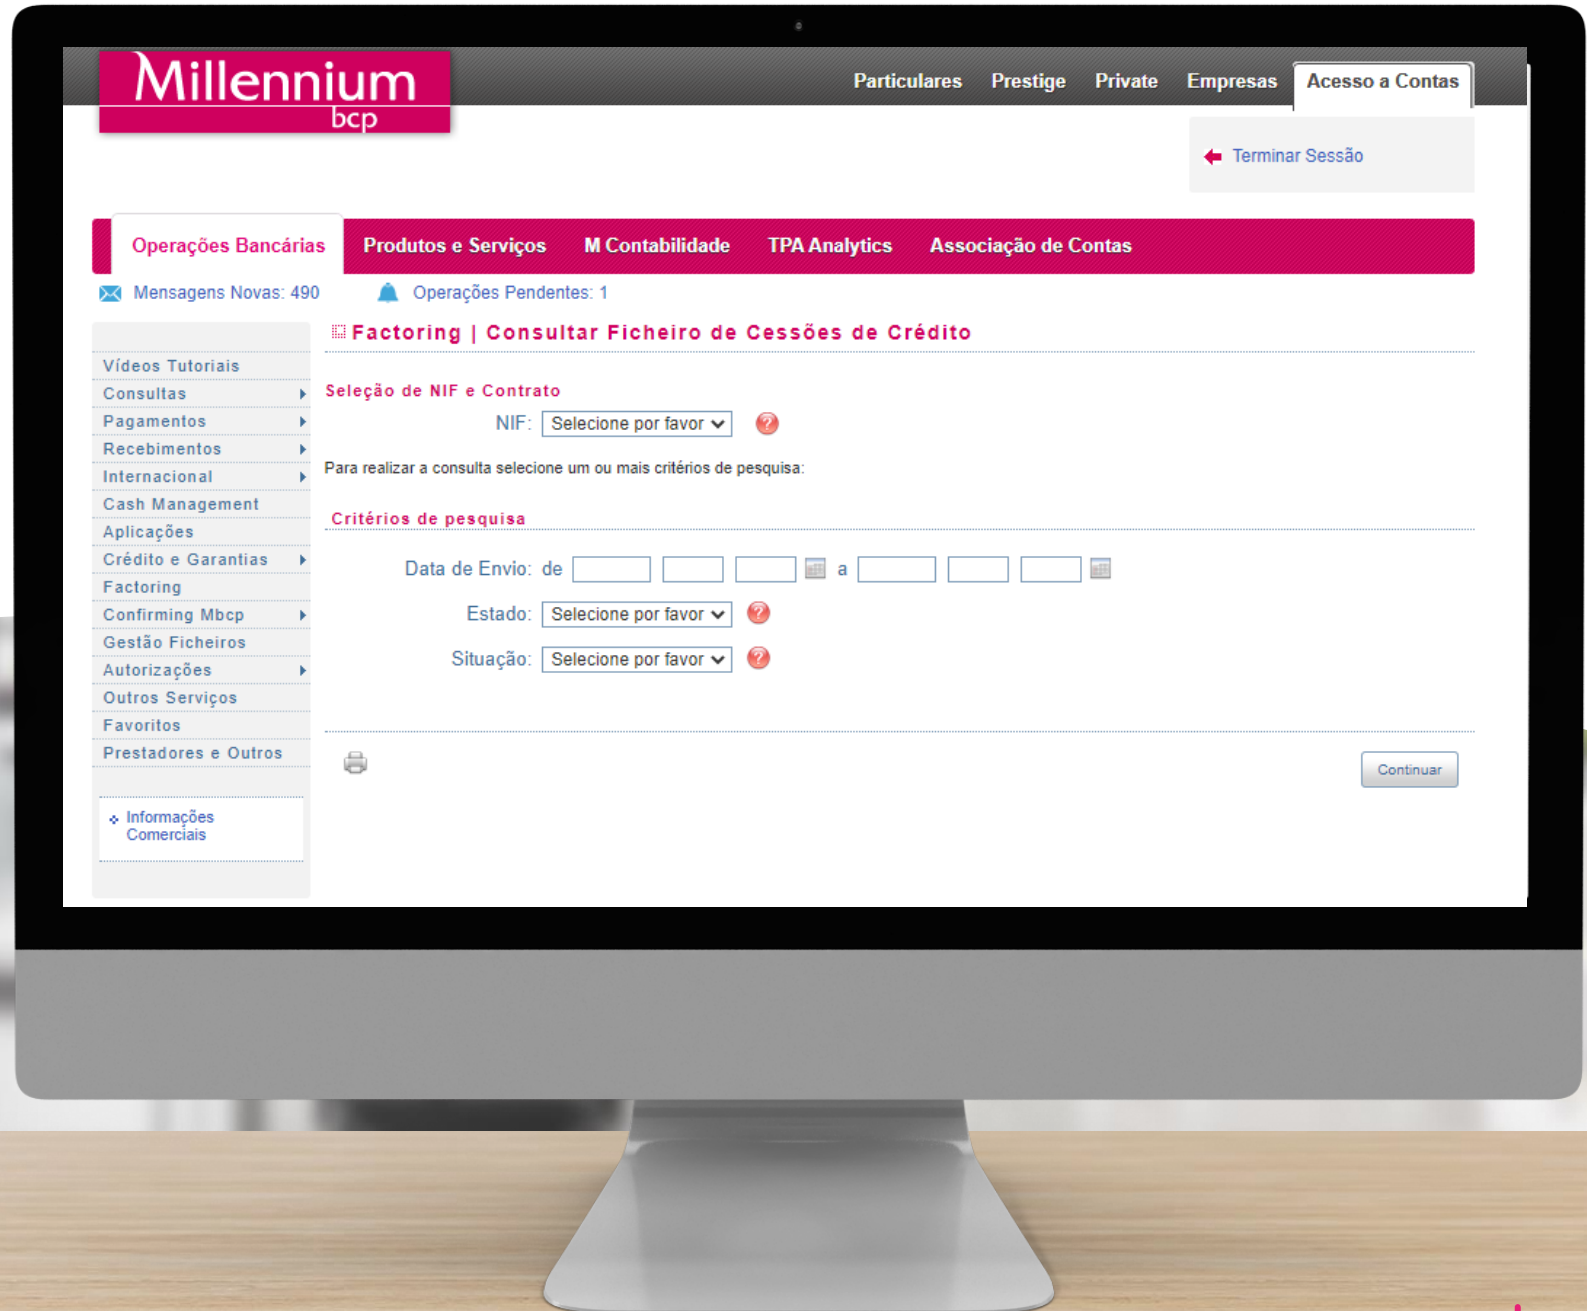 Millennium
bcp
Particulares Prestige Private Empresas Acesso a Contas
Terminar Sessão
Operações Bancárias Produtos e Serviços M Contabilidade TPA Analytics Associação de Contas
Mensagens Novas: 490 Operações Pendentes: 1
Factoring | Consultar Ficheiro de Cessões de Crédito
Vídeos Tutoriais
Consultas
Pagamentos
Recebimentos
Internacional
Cash Management
Aplicações
Crédito e Garantias
Factoring
Confirming Mbcp
Gestão Ficheiros
Autorizações
Outros Serviços
Favoritos
Prestadores e Outros
Informações
Comerciais
Seleção de NIF e Contrato
NIF: Selecione por favor ?
Para realizar a consulta selecione um ou mais critérios de pesquisa:
Critérios de pesquisa
Data de Envio: de a
Estado: Selecione por favor ?
Situação: Selecione por favor ?
Continuar